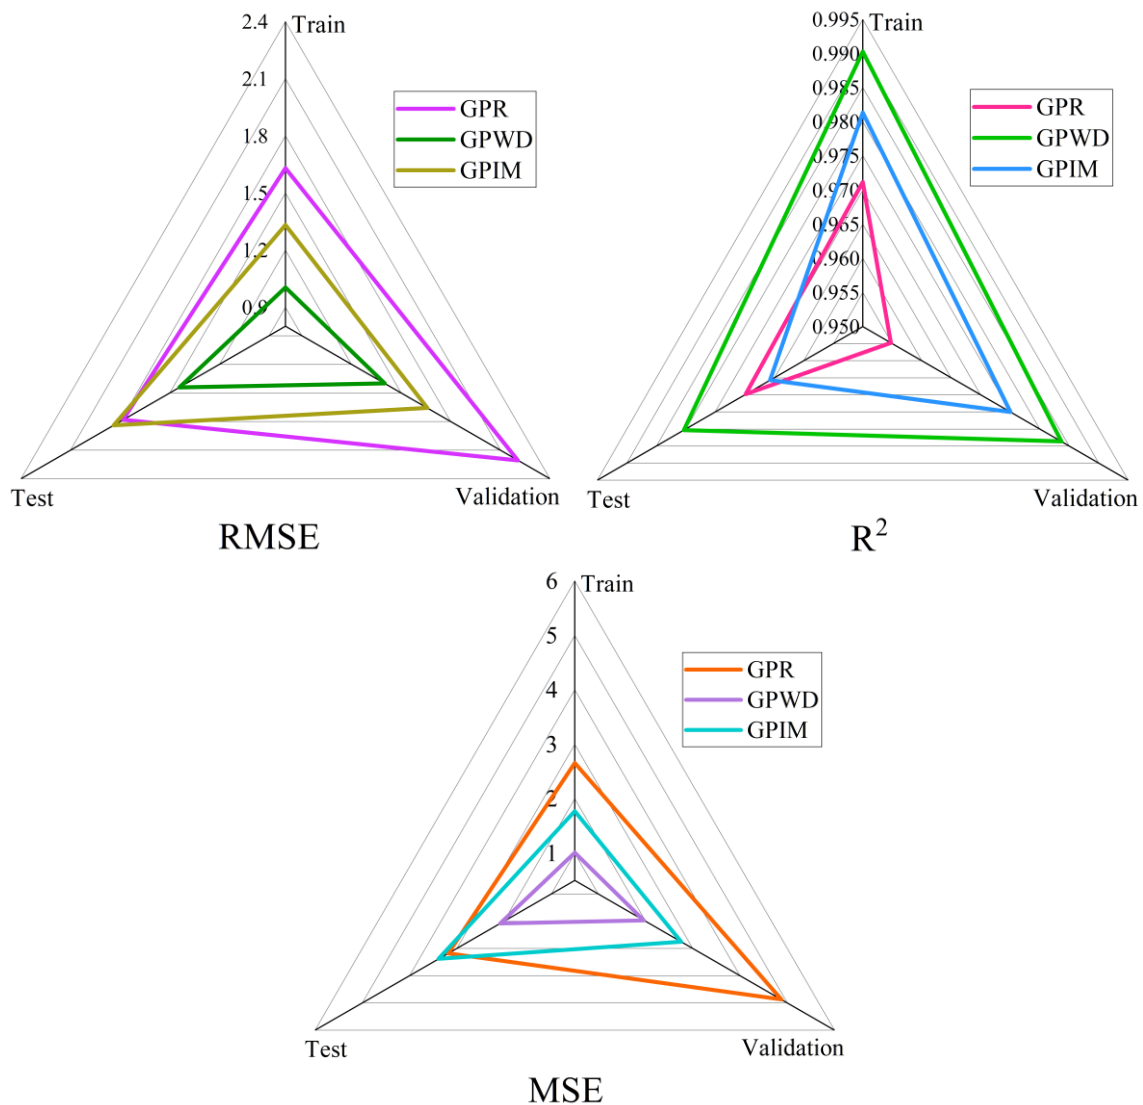 2.4
Train
2.1
1.8
1.5
1.2
0.9
GPR
GPWD
GPIM
Test
Validation
RMSE
0.995
Train
0.990
0.985
0.980
0.975
0.970
0.965
0.960
0.955
0.950
GPR
GPWD
GPIM
Test
Validation
R²
6
Train
5
4
3
2
1
GPR
GPWD
GPIM
Test
Validation
MSE